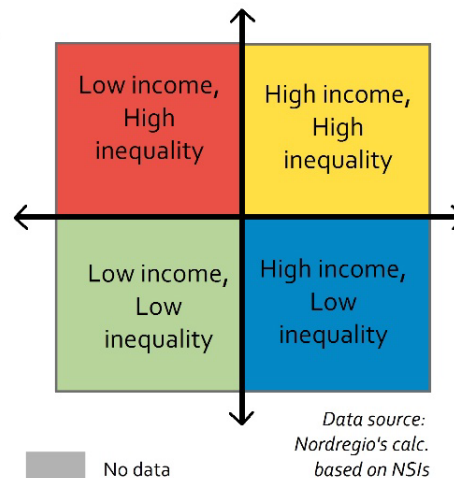 Low income,
High
inequality
High income,
High
inequality
Low income,
Low
inequality
High income,
Low
inequality
Data source:
Nordregio's calc.
based on NSIs
No data